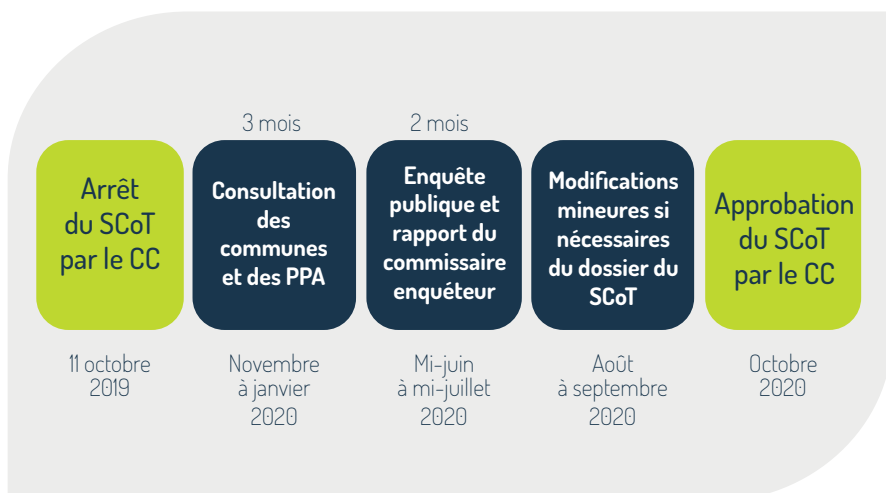 3 mois
2 mois
Arrêt
du SCoT
par le CC
Consultation
des
communes
et des PPA
Enquête
publique et
rapport du
commissaire
enquéteur
Modifications
mineures si
nécessaires
du dossier du
SCoT
Approbation
du SCoT
par le CC
11 octobre
2019
Novembre
à janvier
2020
Mi-juin
à mi-juillet
2020
Août
à septembre
2020
Octobre
2020